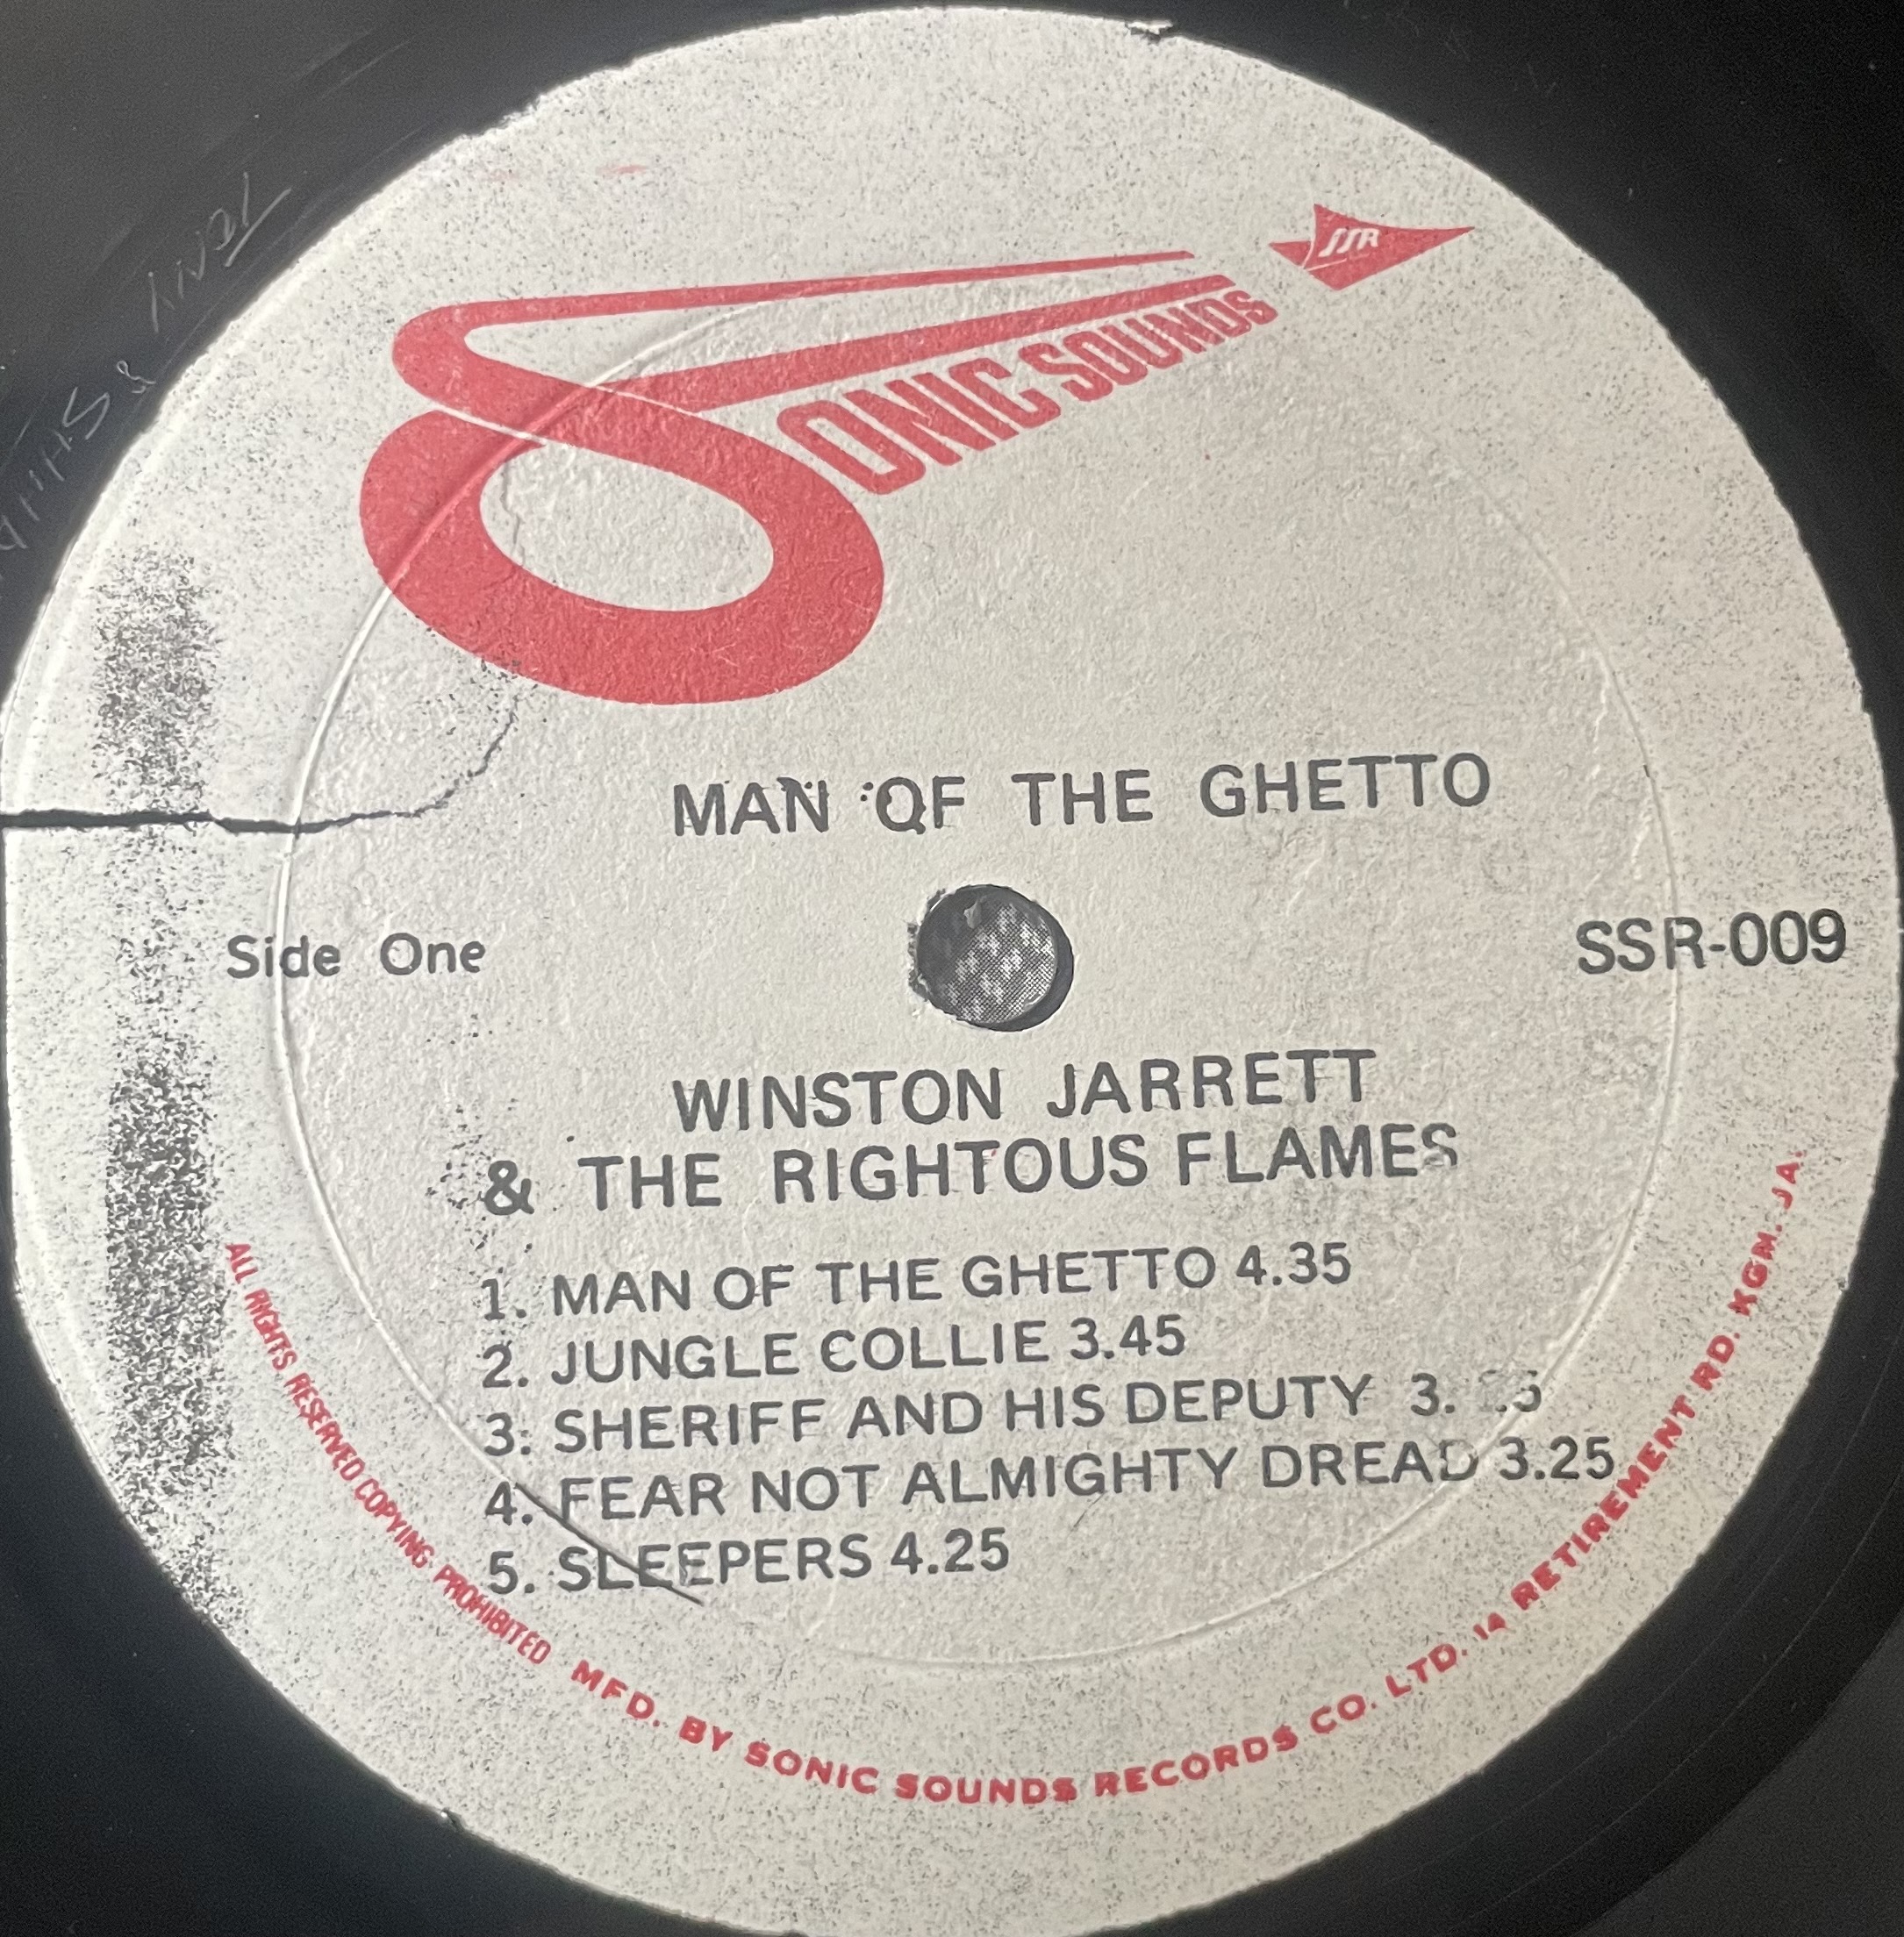 SSR
SONIC SOUNDS
MAN OF THE GHETTO
Side One
SSR-009
WINSTON JARRETT
& THE RIGHTOUS FLAMES
1. MAN OF THE GHETTO 4.35
2. JUNGLE COLLIE 3.45
3. SHERIFF AND HIS DEPUTY 3.
4. FEAR NOT ALMIGHTY DREAD 3.25
5. SLEEPERS 4.25
ALL RIGHTS RESERVED COPYING PROHIBITED MFD. BY SONIC SOUNDS RECORDS CO. LTD. 14 RETIREMENT RD. KGM. JA.